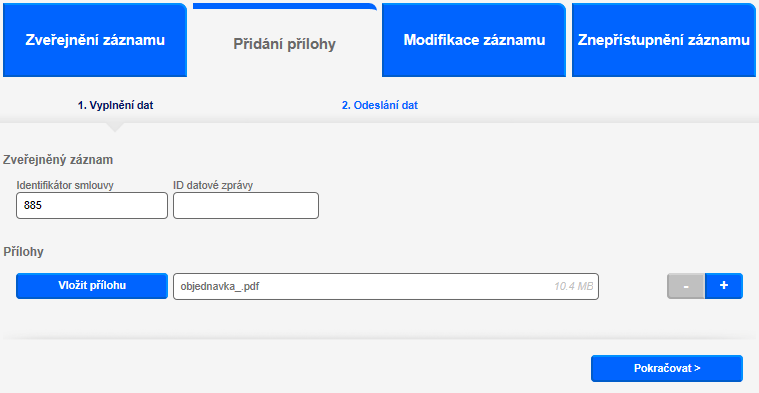 Zveřejnění záznamu
Přidání přílohy
Modifikace záznamu
Znepřístupnění záznamu
1. Vyplnění dat
2. Odeslání dat
Zveřejněný záznam
Identifikátor smlouvy
ID datové zprávy
885
Přílohy
Vložit přílohu
objednavka_.pdf
10.4 MB
-
+
Pokračovat >